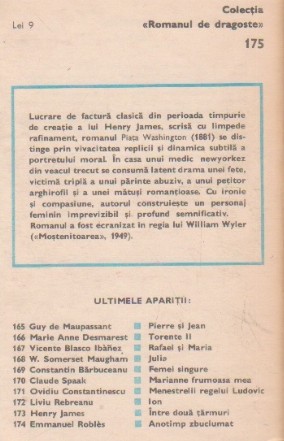 Colecția
Lei 9
«Romanul de dragoste»
175
Lucrare de factură clasică din perioada timpurie
de creație a lui Henry James, scrisă cu limpede
rafinament, romanul Piața Washington (1881) se dis-
tinge prin vivacitatea replicii și dinamica subtilă a
portretului moral. În casa unui medic newyorkez
din veacul trecut se consumă latent drama unei fete,
victimă triplă a unui părinte abuziv, a unui pețitor
arghirofil și a unei mătuși romanțioase. Cu ironie
și compasiune, autorul construiește un personaj
feminin imprevizibil și profund semnificativ.
Romanul a fost ecranizat în regia lui William Wyler
(«Moștenitoarea», 1949).
ULTIMELE APARIȚII:
165 Guy de Maupassant Pierre și Jean
166 Marie Anne Desmarest Torente II
167 Vicente Blasco Ibáñez Rafael și Maria
168 W. Somerset Maugham Julia
169 Constantin Bărbuceanu Femei singure
170 Claude Spaak Marianne frumoasa mea
171 Ovidiu Constantinescu Menestrelii regelui Ludovic
172 Liviu Rebreanu Ion
173 Henry James Între două țărmuri
174 Emmanuel Roblès Anotimp zbuciumat